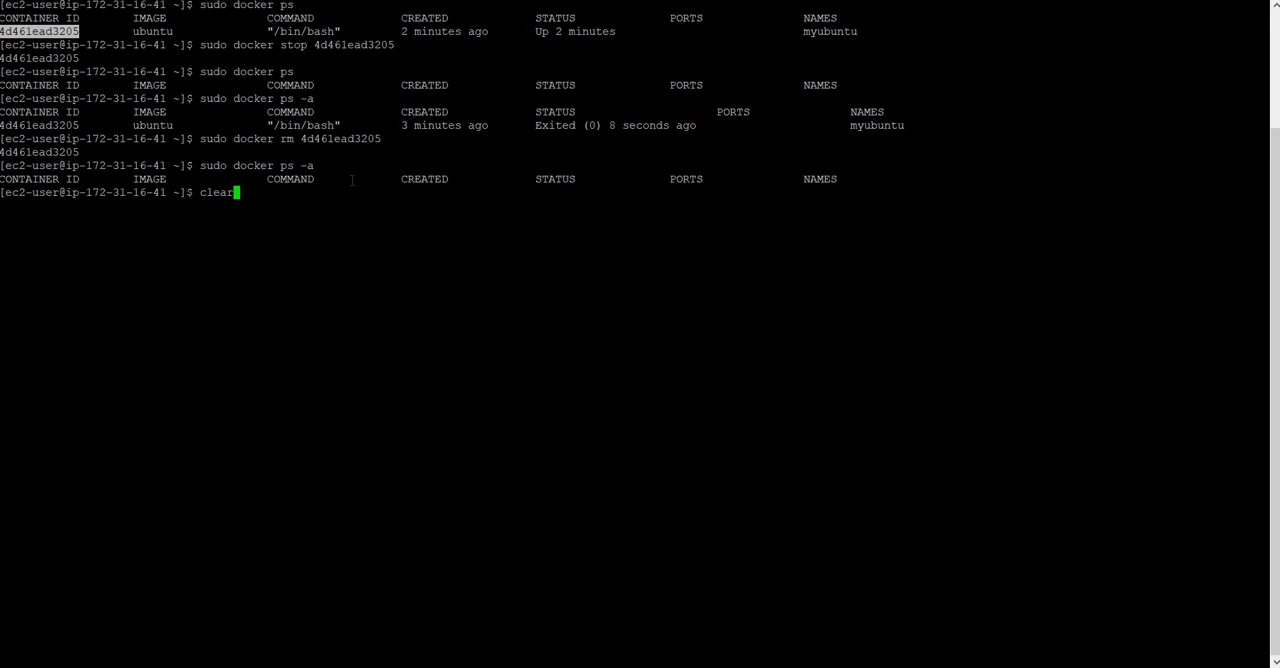 [ec2-user@ip-172-31-16-41 ~]$ sudo docker ps
CONTAINER ID        IMAGE               COMMAND             CREATED             STATUS              PORTS               NAMES
4d461ead3205        ubuntu              "/bin/bash"         2 minutes ago       Up 2 minutes                            myubuntu
[ec2-user@ip-172-31-16-41 ~]$ sudo docker stop 4d461ead3205
4d461ead3205
[ec2-user@ip-172-31-16-41 ~]$ sudo docker ps
CONTAINER ID        IMAGE               COMMAND             CREATED             STATUS              PORTS               NAMES
[ec2-user@ip-172-31-16-41 ~]$ sudo docker ps -a
CONTAINER ID        IMAGE               COMMAND             CREATED             STATUS                     PORTS               NAMES
4d461ead3205        ubuntu              "/bin/bash"         3 minutes ago       Exited (0) 8 seconds ago                       myubuntu
[ec2-user@ip-172-31-16-41 ~]$ sudo docker rm 4d461ead3205
4d461ead3205
[ec2-user@ip-172-31-16-41 ~]$ sudo docker ps -a
CONTAINER ID        IMAGE               COMMAND             CREATED             STATUS              PORTS               NAMES
[ec2-user@ip-172-31-16-41 ~]$ clear